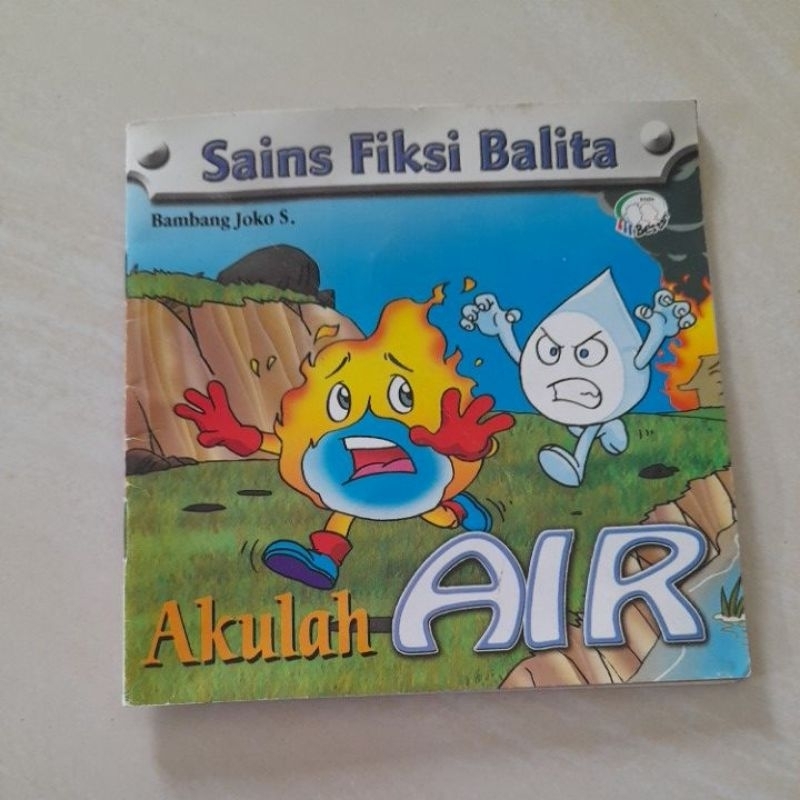 Sains Fiksi Balita
Bambang Joko S.
Akulah AIR